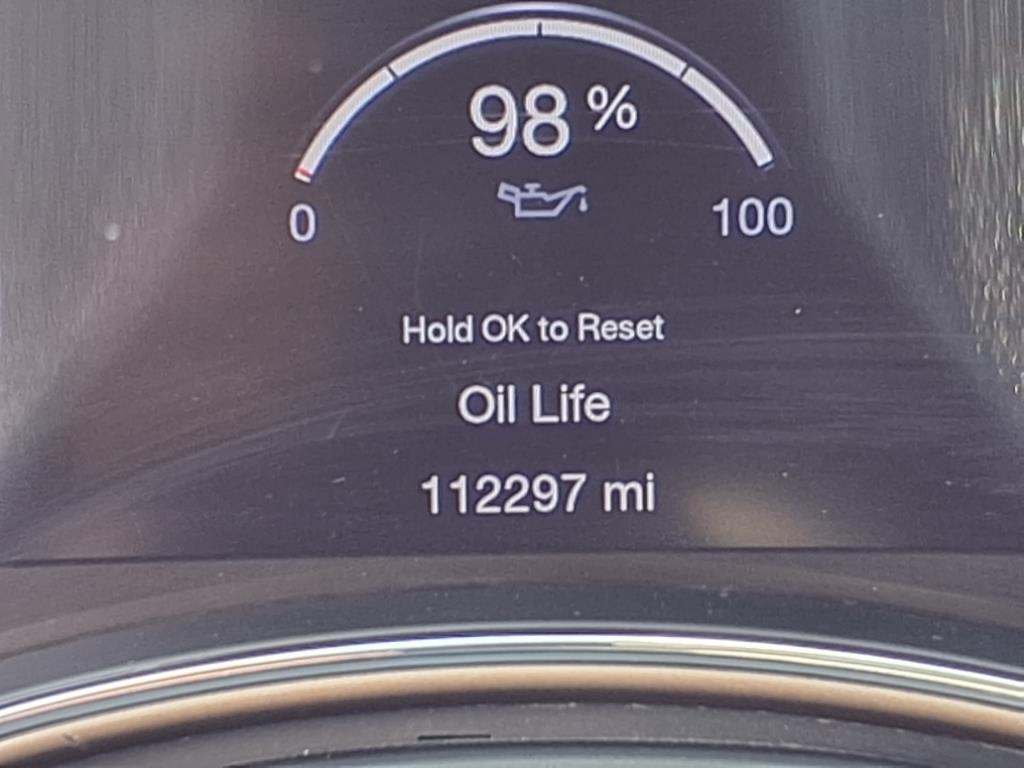 98 %
0 100
Hold OK to Reset
Oil Life
112297 mi